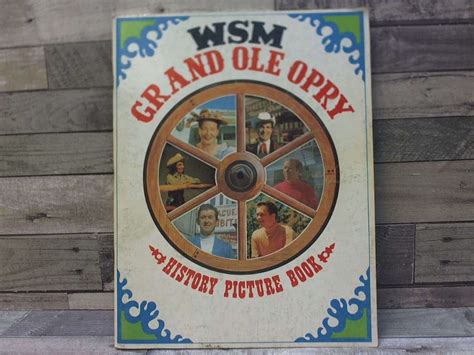 WSM
GRAND OLE OPRY
HISTORY PICTURE BOOK